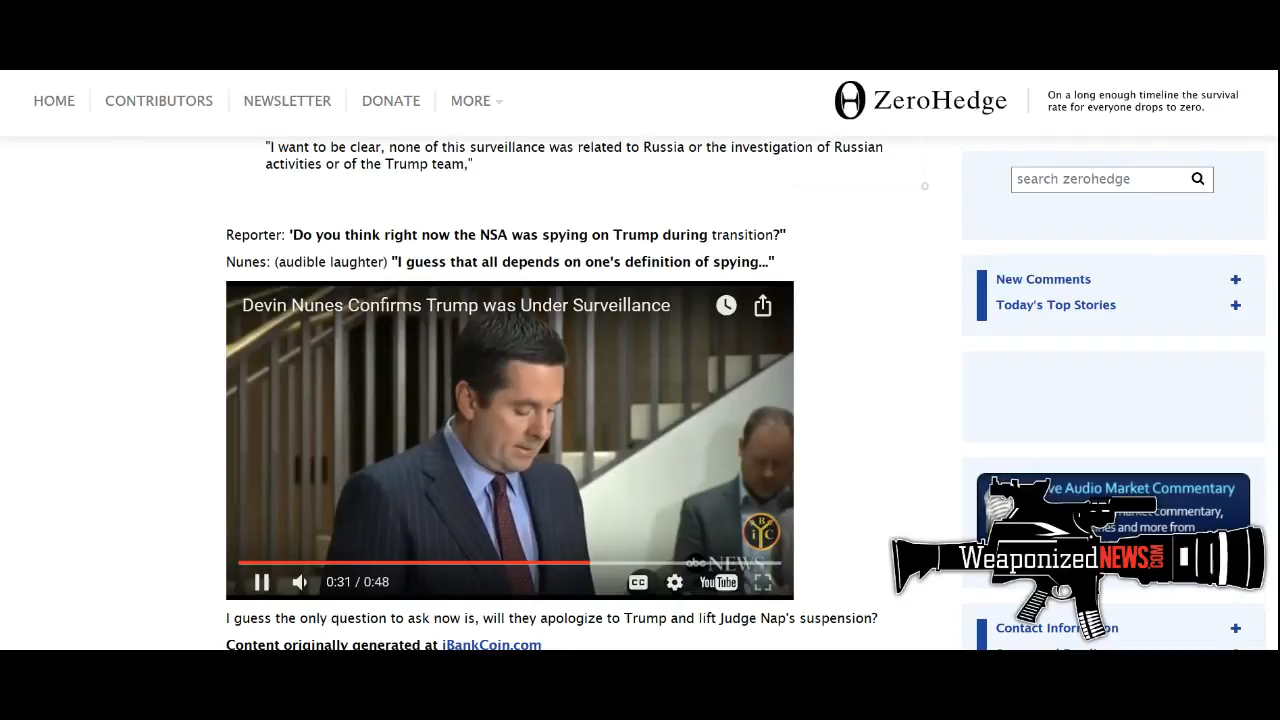 HOME
CONTRIBUTORS
NEWSLETTER
DONATE
MORE
ZeroHedge
On a long enough timeline the survival
rate for everyone drops to zero.
"I want to be clear, none of this surveillance was related to Russia or the investigation of Russian
activities or of the Trump team,"
search zerohedge
Reporter: 'Do you think right now the NSA was spying on Trump during transition?"
Nunes: (audible laughter) "I guess that all depends on one's definition of spying..."
New Comments
Today's Top Stories
Devin Nunes Confirms Trump was Under Surveillance
iBC
abc NEWS
0:31 / 0:48
CC
YouTube
ve Audio Market Commentary
market commentary,
and more from
WeaponizedNEWS.COM
I guess the only question to ask now is, will they apologize to Trump and lift Judge Nap's suspension?
Contact Information
Content originally generated at iBankCoin.com